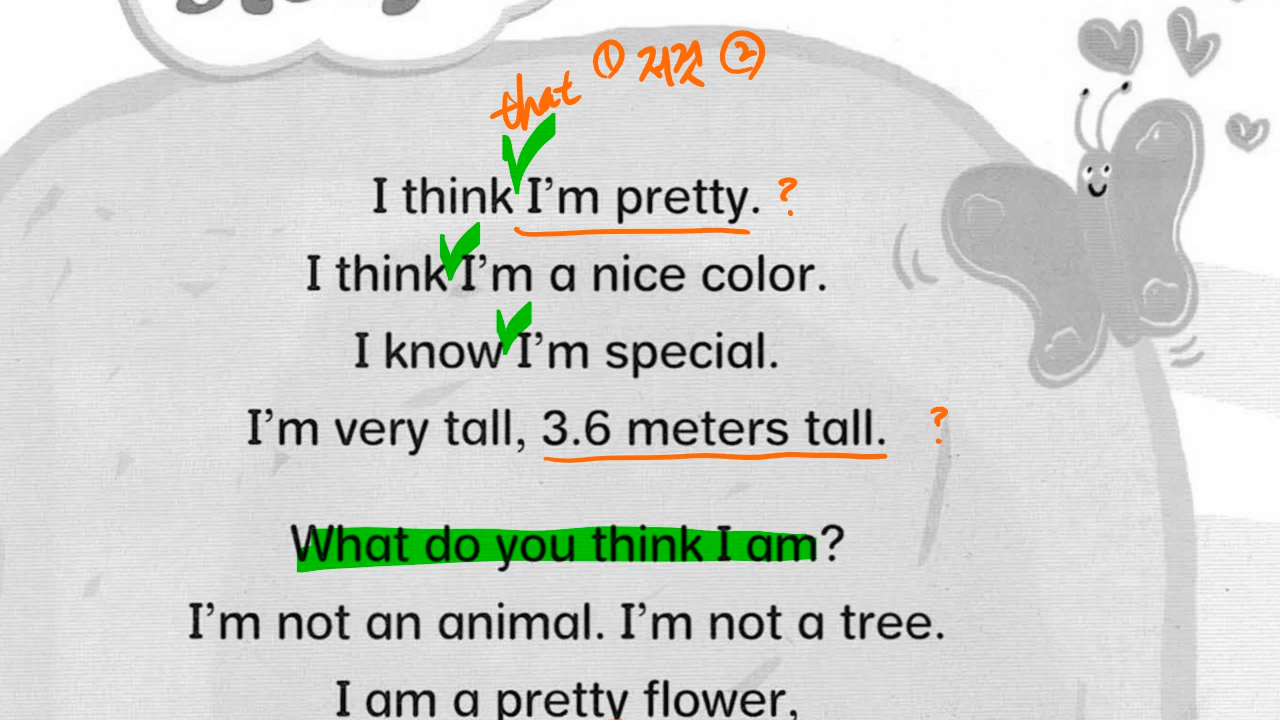 that ① 저것 ②
I think I'm pretty. ?
I think I'm a nice color.
I know I'm special.
I'm very tall, 3.6 meters tall. ?
What do you think I am?
I'm not an animal. I'm not a tree.
I am a pretty flower,